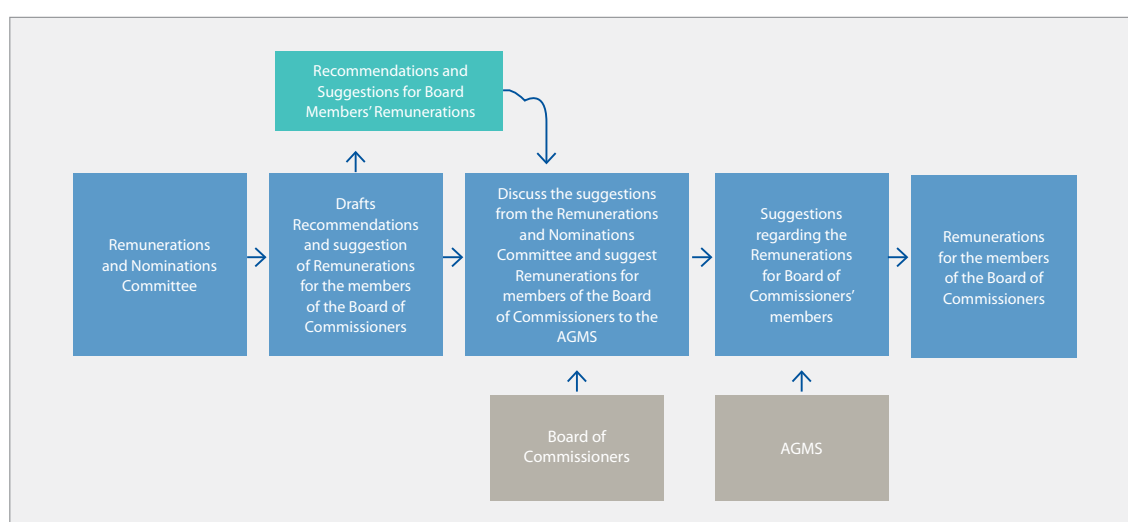 Recommendations and
Suggestions for Board
Members' Remunerations
Remunerations
and Nominations
Committee
Drafts
Recommendations
and suggestion
of Remunerations
for the members
of the Board of
Commissioners
Discuss the suggestions
from the Remunerations
and Nominations
Committee and suggest
Remunerations for
members of the Board
of Commissioners to the
AGMS
Suggestions
regarding the
Remunerations
for Board of
Commissioners'
members
Remunerations
for the members
of the Board of
Commissioners
Board of
Commissioners
AGMS